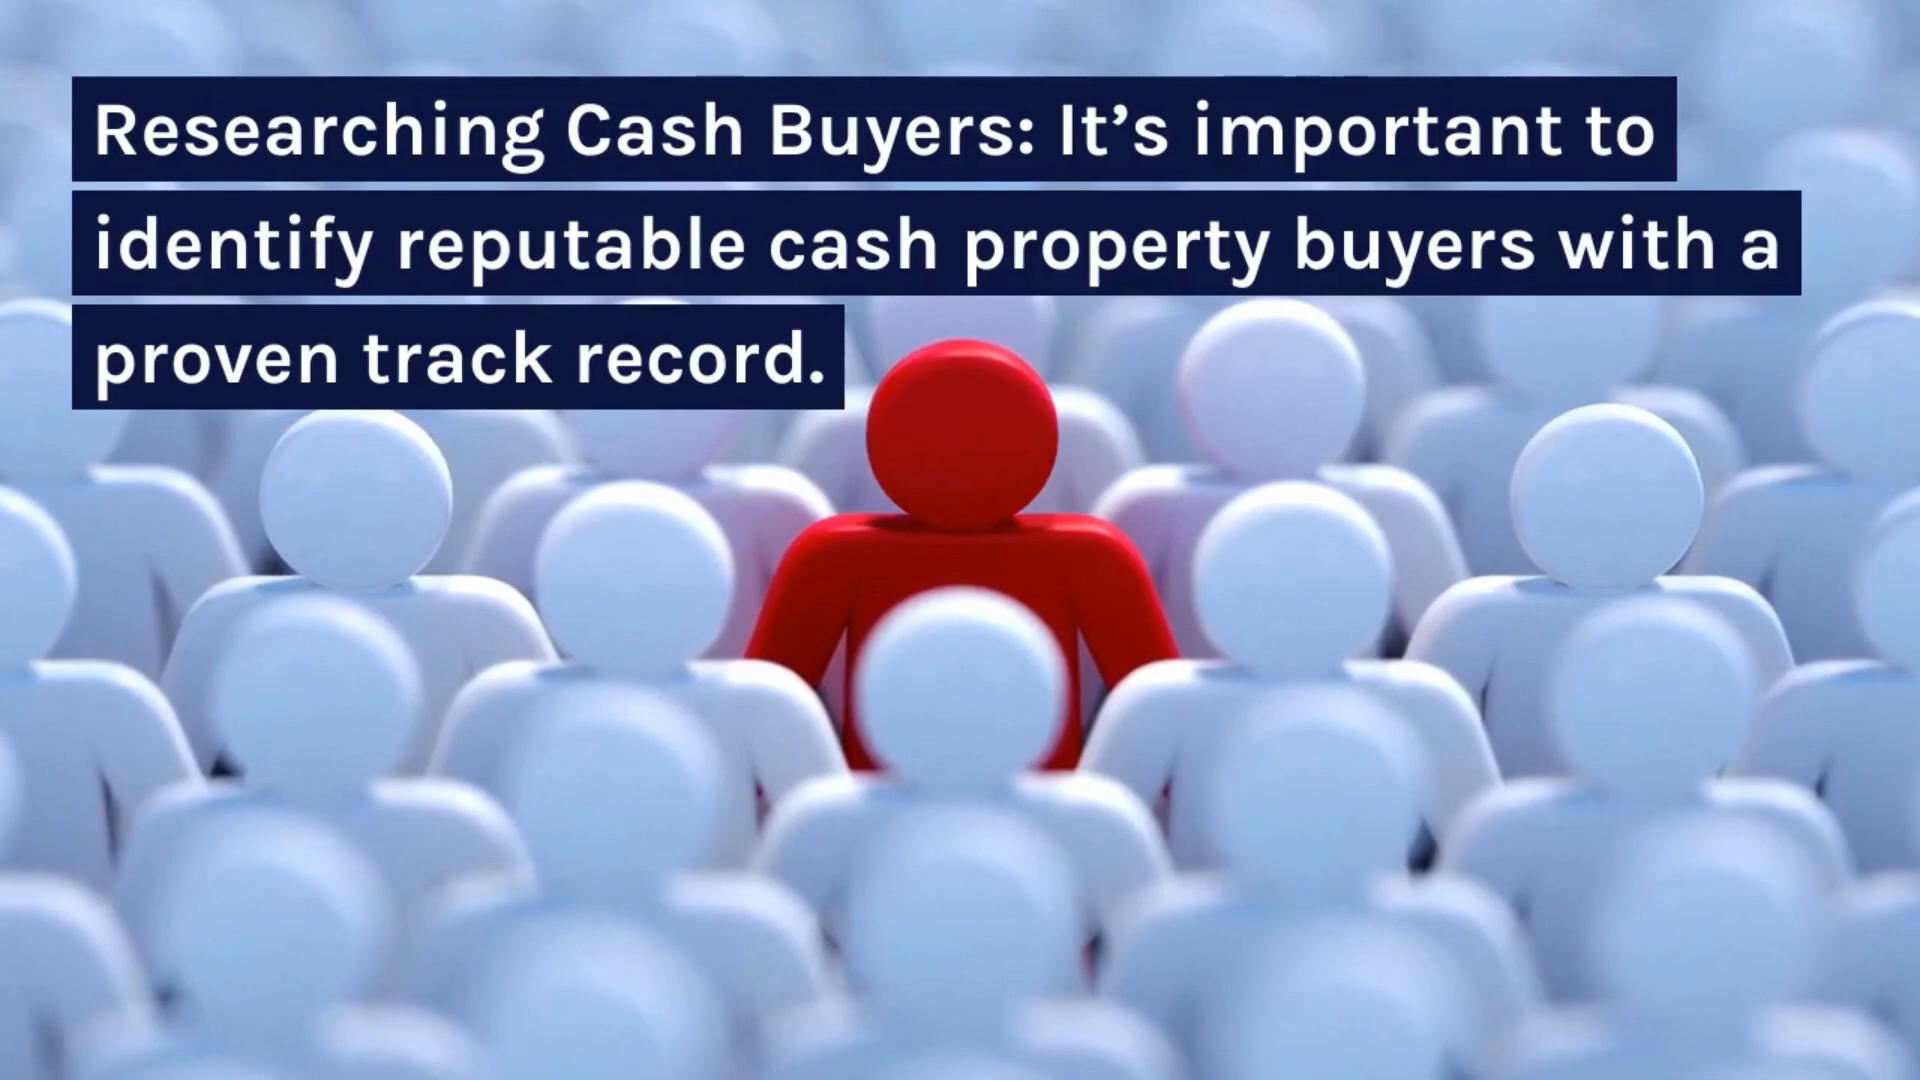 Researching Cash Buyers: It’s important to
identify reputable cash property buyers with a
proven track record.